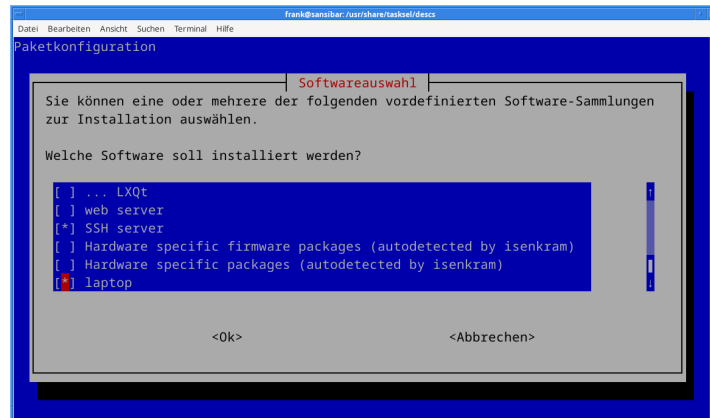 frank@sansibar: /usr/share/tasksel/descs
Datei Bearbeiten Ansicht Suchen Terminal Hilfe
Paketkonfiguration
Softwareauswahl
Sie können eine oder mehrere der folgenden vordefinierten Software-Sammlungen
zur Installation auswählen.
Welche Software soll installiert werden?
[ ] ... LXQt
[ ] web server
[*] SSH server
[ ] Hardware specific firmware packages (autodetected by isenkram)
[ ] Hardware specific packages (autodetected by isenkram)
[*] laptop
<Ok> <Abbrechen>